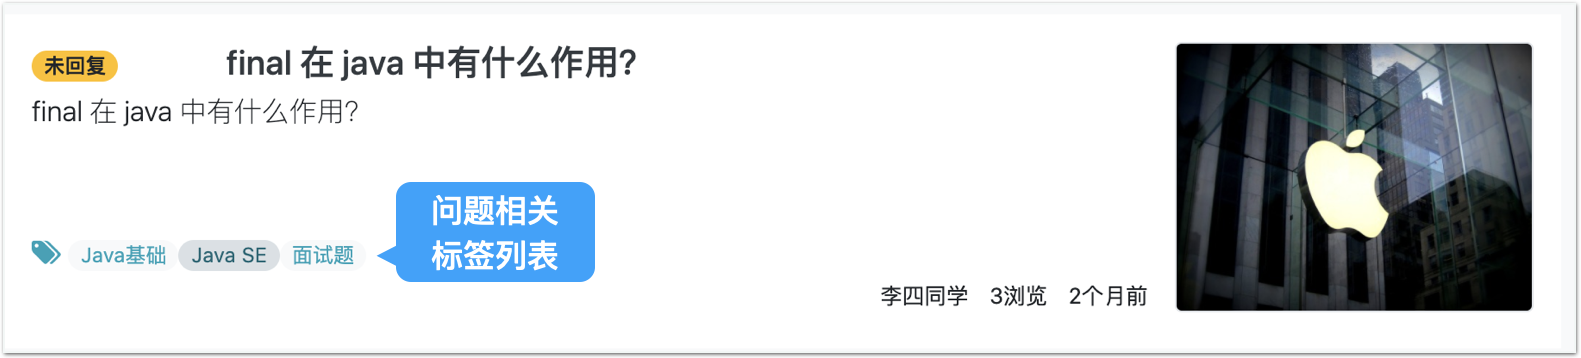 未回复 final 在 java 中有什么作用?
final 在 java 中有什么作用?
Java基础 Java SE 面试题
问题相关
标签列表
李四同学 3浏览 2个月前